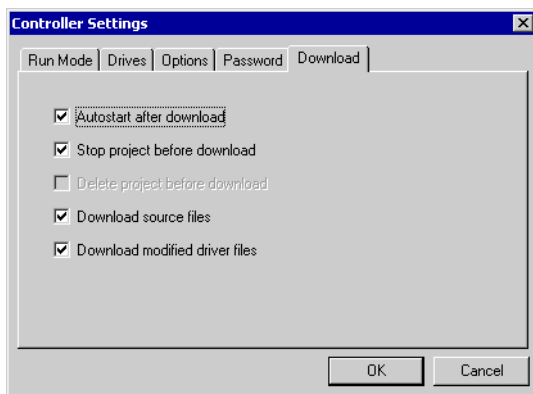 Controller Settings
Run Mode Drives Options Password Download
Autostart after download
Stop project before download
Delete project before download
Download source files
Download modified driver files
OK Cancel